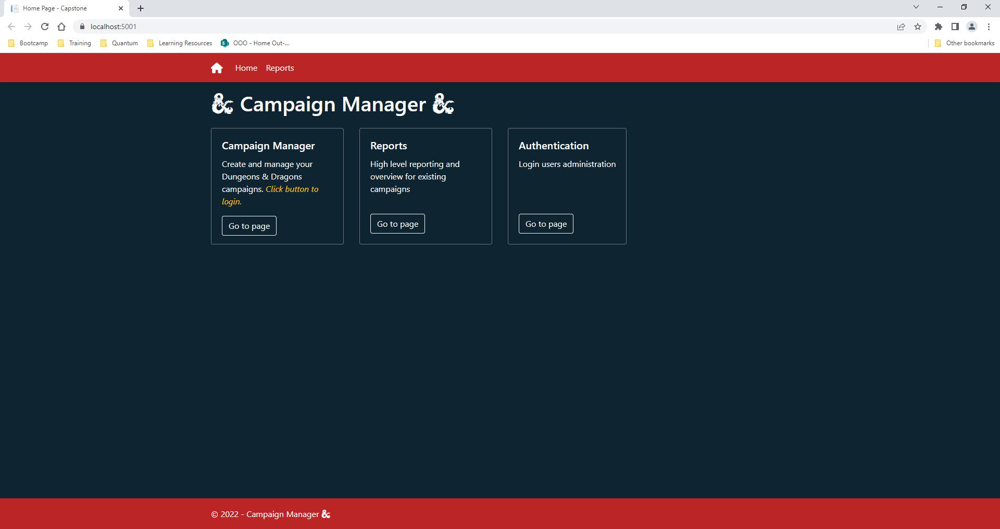 Home Page - Capstone
localhost:5001
Bootcamp Training Quantum Learning Resources OOO - Home Out-... Other bookmarks
Home Reports
& Campaign Manager &
Campaign Manager
Create and manage your
Dungeons & Dragons
campaigns. Click button to
login.
Go to page
Reports
High level reporting and
overview for existing
campaigns
Go to page
Authentication
Login users administration
Go to page
© 2022 - Campaign Manager &